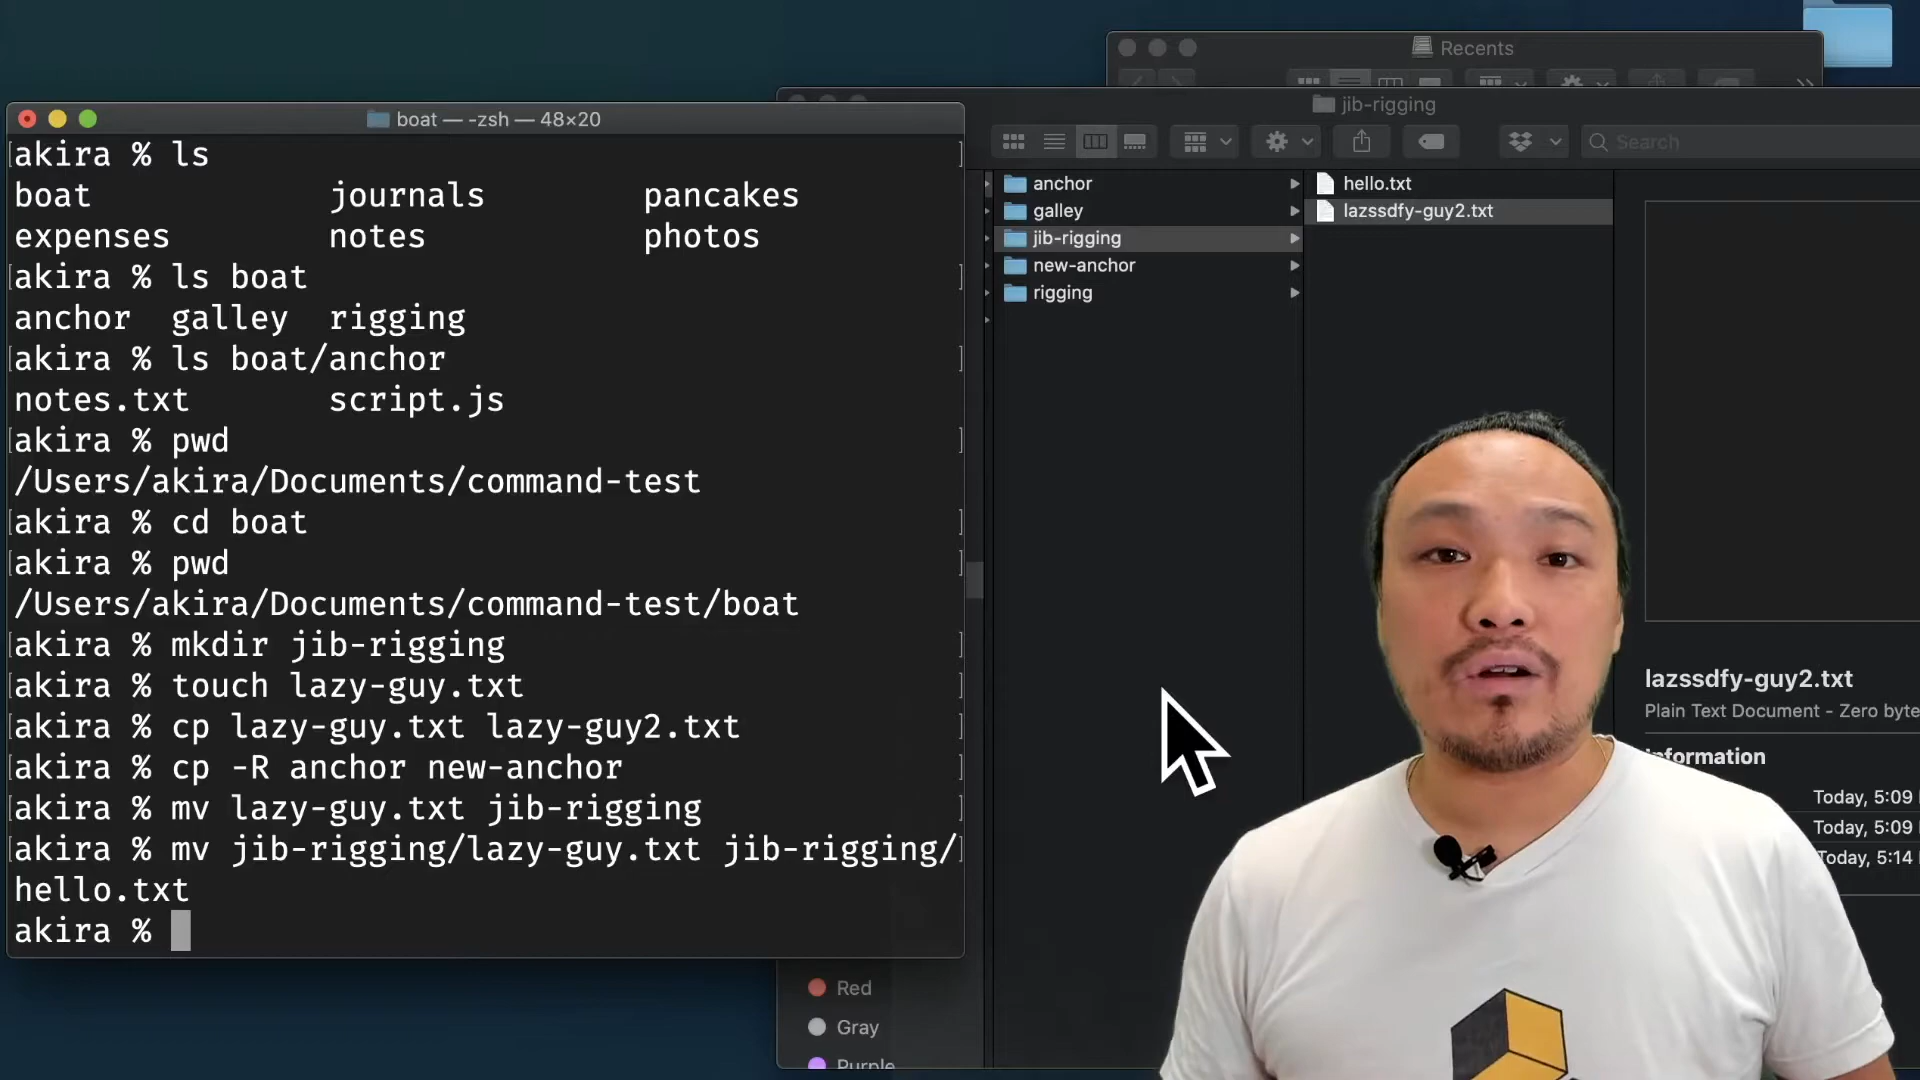 Recents
boat — -zsh — 48×20
jib-rigging
Search
akira % ls
boat journals pancakes
expenses notes photos
akira % ls boat
anchor galley rigging
akira % ls boat/anchor
notes.txt script.js
akira % pwd
/Users/akira/Documents/command-test
akira % cd boat
akira % pwd
/Users/akira/Documents/command-test/boat
akira % mkdir jib-rigging
akira % touch lazy-guy.txt
akira % cp lazy-guy.txt lazy-guy2.txt
akira % cp -R anchor new-anchor
akira % mv lazy-guy.txt jib-rigging
akira % mv jib-rigging/lazy-guy.txt jib-rigging/
hello.txt
akira %
anchor
galley
jib-rigging
new-anchor
rigging
hello.txt
lazssdfy-guy2.txt
lazssdfy-guy2.txt
Plain Text Document - Zero byte
Information
Today, 5:09
Today, 5:09
Today, 5:14
Red
Gray
Purple